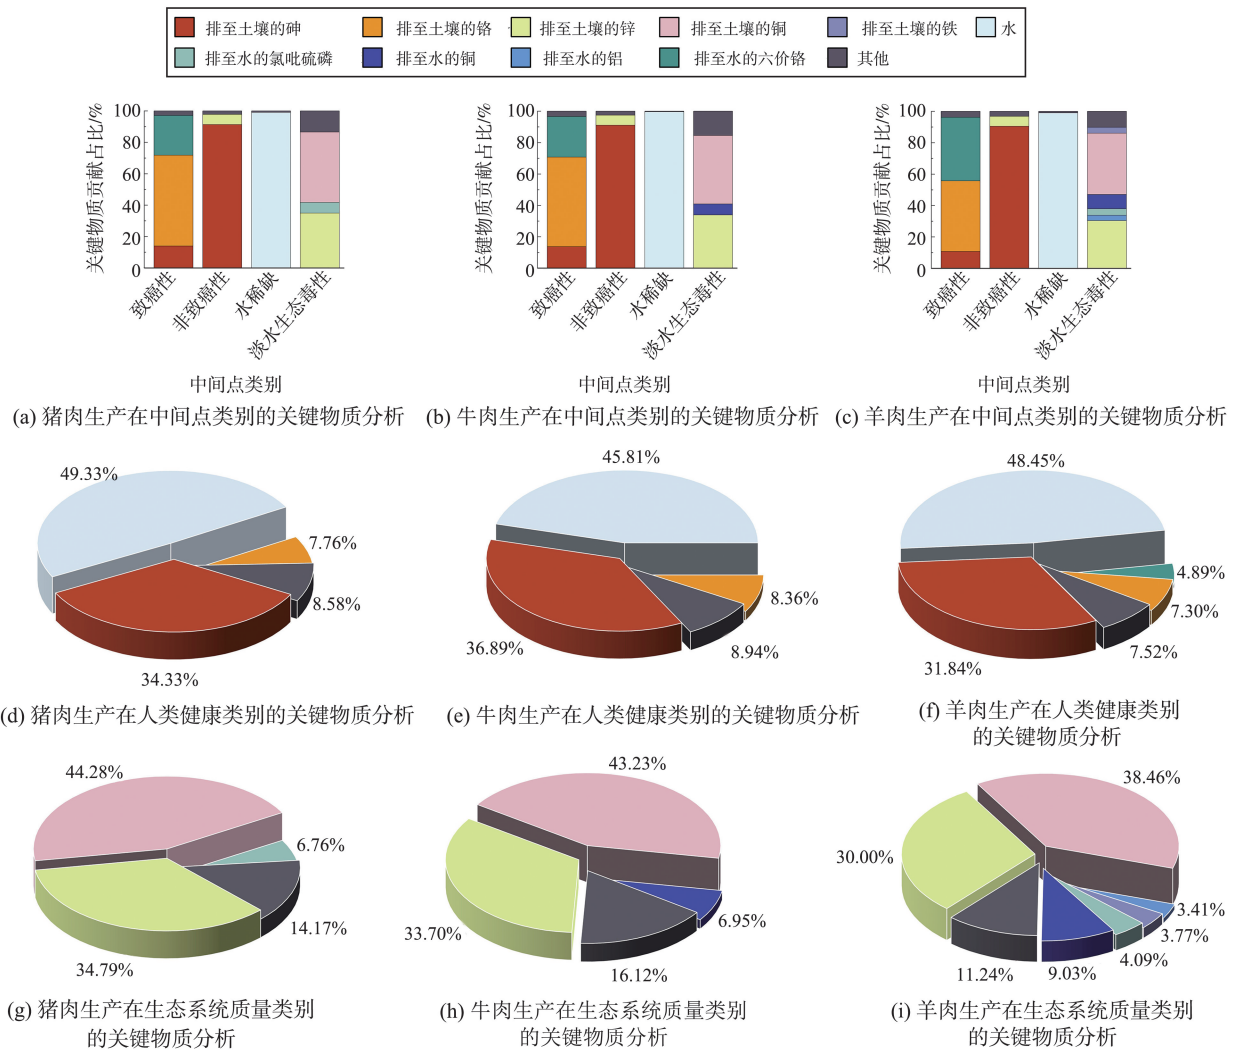 排至土壤的砷 排至土壤的铬 排至土壤的锌 排至土壤的铜 排至土壤的铁 水
排至水的氯吡硫磷 排至水的铜 排至水的铝 排至水的六价铬 其他
关键物质贡献占比/%
100
80
60
40
20
0
致癌性
非致癌性
水稀缺
淡水生态毒性
中间点类别
(a) 猪肉生产在中间点类别的关键物质分析
关键物质贡献占比/%
100
80
60
40
20
0
致癌性
非致癌性
水稀缺
淡水生态毒性
中间点类别
(b) 牛肉生产在中间点类别的关键物质分析
关键物质贡献占比/%
100
80
60
40
20
0
致癌性
非致癌性
水稀缺
淡水生态毒性
中间点类别
(c) 羊肉生产在中间点类别的关键物质分析
49.33%
7.76%
8.58%
34.33%
(d) 猪肉生产在人类健康类别的关键物质分析
45.81%
8.36%
8.94%
36.89%
(e) 牛肉生产在人类健康类别的关键物质分析
48.45%
4.89%
7.30%
7.52%
31.84%
(f) 羊肉生产在人类健康类别
的关键物质分析
44.28%
6.76%
14.17%
34.79%
(g) 猪肉生产在生态系统质量类别
的关键物质分析
43.23%
6.95%
16.12%
33.70%
(h) 牛肉生产在生态系统质量类别
的关键物质分析
38.46%
3.41%
3.77%
4.09%
9.03%
11.24%
30.00%
(i) 羊肉生产在生态系统质量类别
的关键物质分析